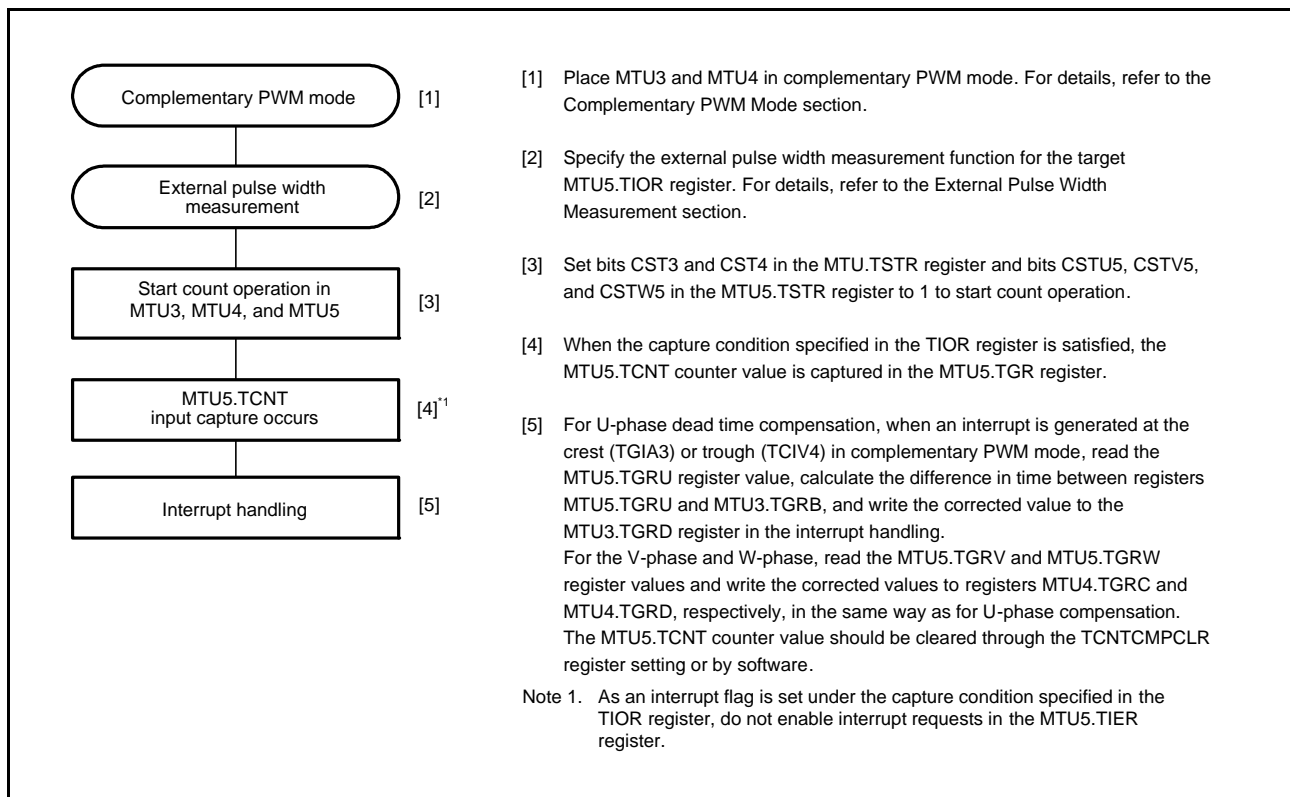 Complementary PWM mode [1]
External pulse width
measurement [2]
Start count operation in
MTU3, MTU4, and MTU5 [3]
MTU5.TCNT
input capture occurs [4]*1
Interrupt handling [5]
[1] Place MTU3 and MTU4 in complementary PWM mode. For details, refer to the
Complementary PWM Mode section.
[2] Specify the external pulse width measurement function for the target
MTU5.TIOR register. For details, refer to the External Pulse Width
Measurement section.
[3] Set bits CST3 and CST4 in the MTU.TSTR register and bits CSTU5, CSTV5,
and CSTW5 in the MTU5.TSTR register to 1 to start count operation.
[4] When the capture condition specified in the TIOR register is satisfied, the
MTU5.TCNT counter value is captured in the MTU5.TGR register.
[5] For U-phase dead time compensation, when an interrupt is generated at the
crest (TGIA3) or trough (TCIV4) in complementary PWM mode, read the
MTU5.TGRU register value, calculate the difference in time between registers
MTU5.TGRU and MTU3.TGRB, and write the corrected value to the
MTU3.TGRD register in the interrupt handling.
For the V-phase and W-phase, read the MTU5.TGRV and MTU5.TGRW
register values and write the corrected values to registers MTU4.TGRC and
MTU4.TGRD, respectively, in the same way as for U-phase compensation.
The MTU5.TCNT counter value should be cleared through the TCNTCMPCLR
register setting or by software.
Note 1. As an interrupt flag is set under the capture condition specified in the
TIOR register, do not enable interrupt requests in the MTU5.TIER
register.